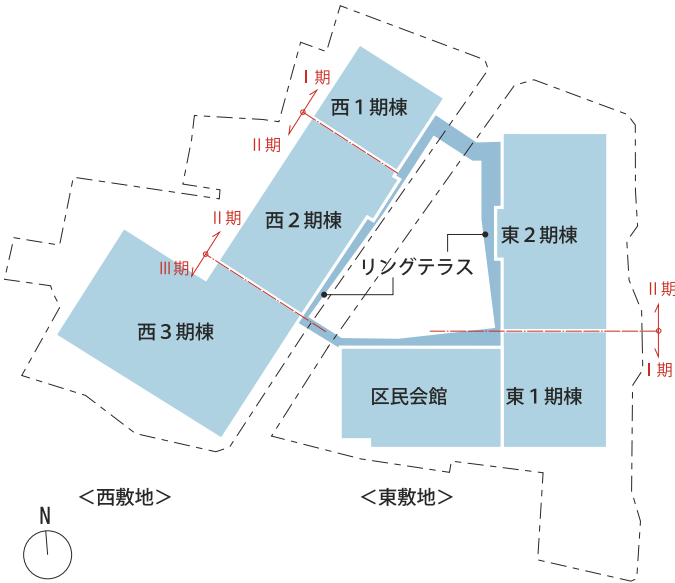 Ⅰ期
西１期棟
Ⅱ期
Ⅱ期
西２期棟
東２期棟
リングテラス
Ⅲ期
Ⅱ期
西３期棟
Ⅰ期
区民会館
東１期棟
＜西敷地＞
＜東敷地＞
N